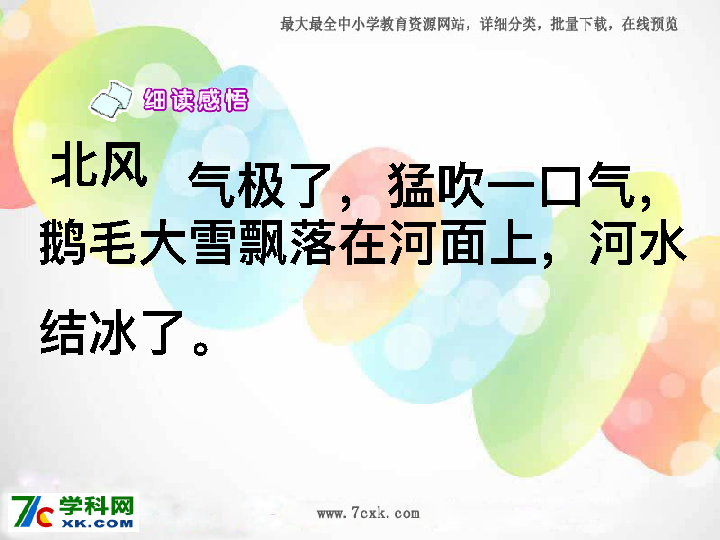 最大最全中小学教育资源网站，详细分类，批量下载，在线预览
细读感悟
北风 气极了，猛吹一口气，
鹅毛大雪飘落在河面上，河水
结冰了。
7C 学科网
XK.COM
www.7cxk.com